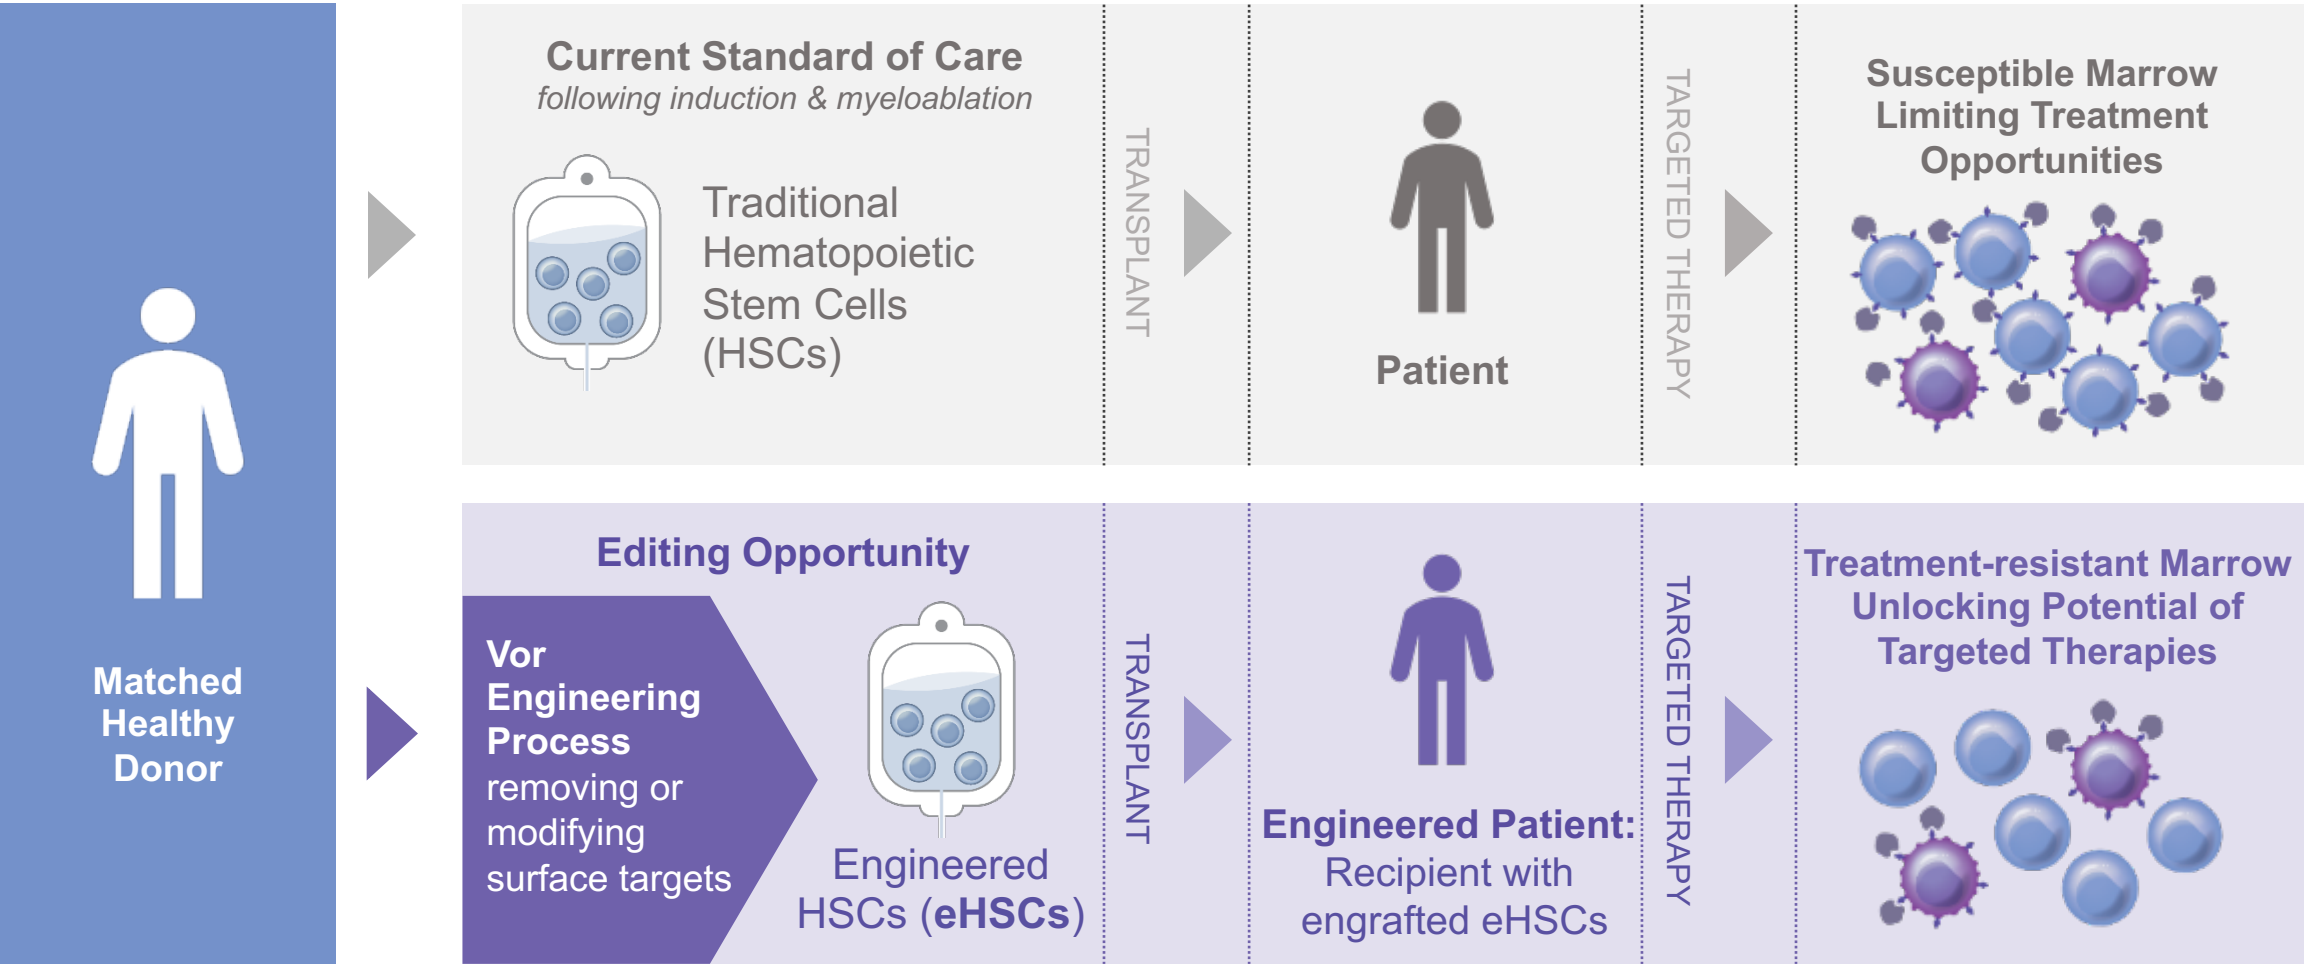 Matched
Healthy
Donor
Current Standard of Care
following induction & myeloablation
Traditional
Hematopoietic
Stem Cells
(HSCs)
TRANSPLANT
Patient
TARGETED THERAPY
Susceptible Marrow
Limiting Treatment
Opportunities
Editing Opportunity
Vor
Engineering
Process
removing or
modifying
surface targets
Engineered
HSCs (eHSCs)
TRANSPLANT
Engineered Patient:
Recipient with
engrafted eHSCs
TARGETED THERAPY
Treatment-resistant Marrow
Unlocking Potential of
Targeted Therapies